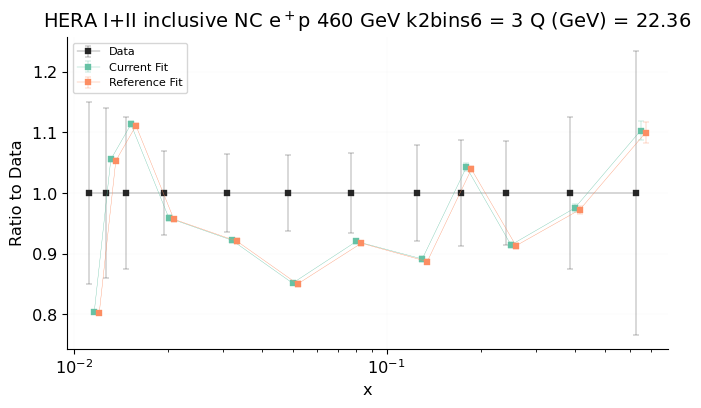 HERA I+II inclusive NC e⁺p 460 GeV k2bins6 = 3 Q (GeV) = 22.36
Data
Current Fit
Reference Fit
Ratio to Data
1.2
1.1
1.0
0.9
0.8
10⁻²
10⁻¹
x